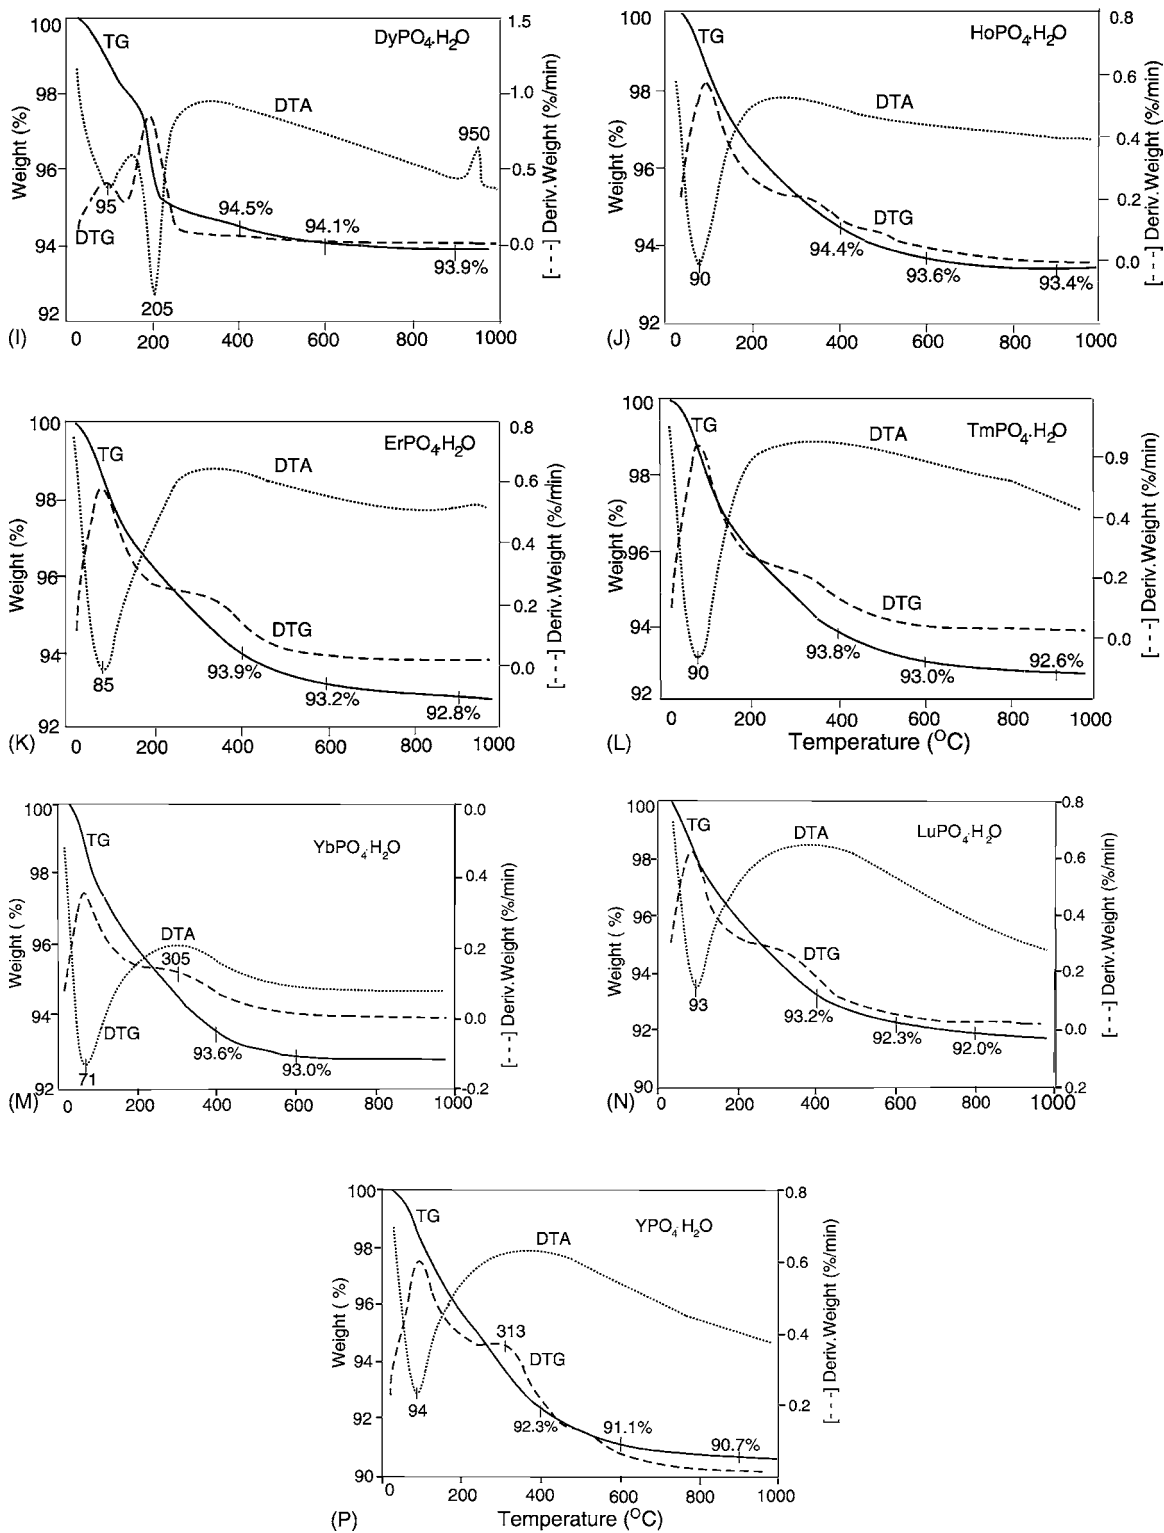 DyPO4.H2O
TG
DTA
950
95
DTG
94.5%
94.1%
93.9%
205
100
98
96
94
92
Weight (%)
1.5
1.0
0.5
0.0
[---] Deriv.Weight (%/min)
(I)
0 200 400 600 800 1000
HoPO4.H2O
TG
DTA
DTG
94.4%
93.6%
93.4%
90
100
98
96
94
92
Weight (%)
0.8
0.6
0.4
0.2
0.0
[---] Deriv.Weight (%/min)
(J)
0 200 400 600 800 1000
ErPO4.H2O
TG
DTA
DTG
93.9%
93.2%
92.8%
85
100
98
96
94
92
Weight (%)
0.8
0.6
0.4
0.2
0.0
[---] Deriv.Weight (%/min)
(K)
0 200 400 600 800 1000
TmPO4.H2O
TG
DTA
DTG
93.8%
93.0%
92.6%
90
100
98
96
94
92
Weight (%)
0.9
0.4
0.2
0.0
[---] Deriv.Weight (%/min)
(L)
0 200 400 600 800 1000
Temperature (OC)
YbPO4.H2O
TG
DTA
305
DTG
93.6%
93.0%
71
100
98
96
94
92
Weight (%)
0.0
0.4
0.2
0.0
-0.2
[---] Deriv.Weight (%/min)
(M)
0 200 400 600 800 1000
LuPO4.H2O
TG
DTA
DTG
93
93.2%
92.3%
92.0%
100
98
96
94
92
90
Weight (%)
0.8
0.6
0.4
0.2
0.0
0.2
[---] Deriv.Weight (%/min)
(N)
0 200 400 600 800 1000
YPO4.H2O
TG
DTA
313
DTG
94
92.3%
91.1%
90.7%
100
98
96
94
92
90
Weight (%)
0.8
0.6
0.4
0.2
[---] Deriv.Weight (%/min)
0 200 400 600 800 1000
(P)
Temperature (OC)